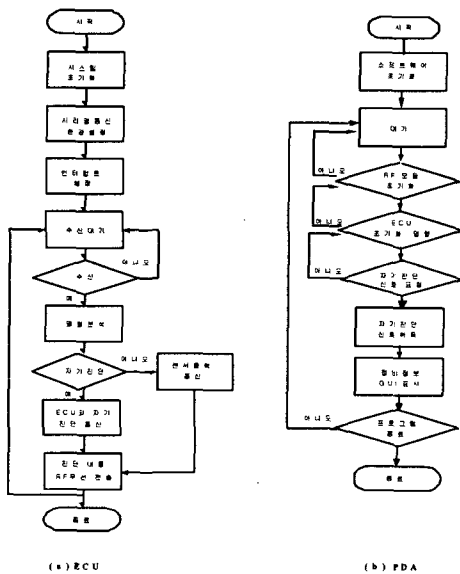 시작
시스템
초기화
시리얼통신
환경설정
인터럽트
수신대기
수신
아니오
예
명령분석
자기진단
아니오
예
센서출력
통신
ECU와 자기
진단 통신
진단 내용
RF무선 전송
종료
(a) ECU
시작
소프트웨어
초기화
대기
RF 모듈
초기화
아니오
ECU
초기화 명령
아니오
자기진단
신호 요청
아니오
자기진단
신호취득
정비정보
GUI표시
프로그램
종료
아니오
종료
(b) PDA